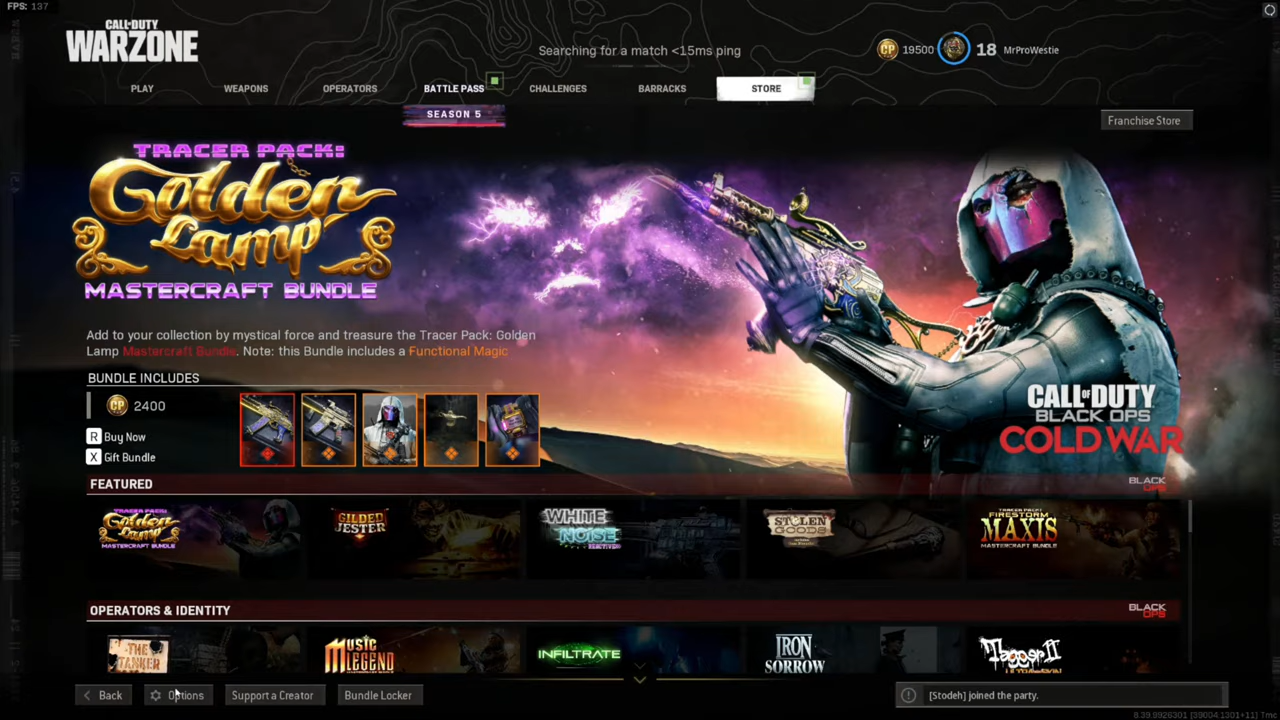 FPS: 137
CALL OF DUTY
WARZONE
Searching for a match <15ms ping
CP 19500
18 MrProWestie
PLAY
WEAPONS
OPERATORS
BATTLE PASS
CHALLENGES
BARRACKS
STORE
SEASON 5
Franchise Store
TRACER PACK:
Golden
Lamp
MASTERCRAFT BUNDLE
Add to your collection by mystical force and treasure the Tracer Pack: Golden
Lamp Mastercraft Bundle. Note: this Bundle includes a Functional Magic
BUNDLE INCLUDES
CP 2400
R Buy Now
X Gift Bundle
CALL OF DUTY
BLACK OPS
COLD WAR
FEATURED
BLACK
OPS
TRACER PACK:
Golden
Lamp
MASTERCRAFT BUNDLE
GILDED
JESTER
WHITE
NOISE
REACTIVE
STOLEN
GOODS
TRACER PACK:
FIRESTORM
MAXIS
MASTERCRAFT BUNDLE
OPERATORS & IDENTITY
BLACK
OPS
THE
TANKER
MUSIC
LEGEND
INFILTRATE
IRON
SORROW
Tagger II
Back
Options
Support a Creator
Bundle Locker
[Stodeh] joined the party.